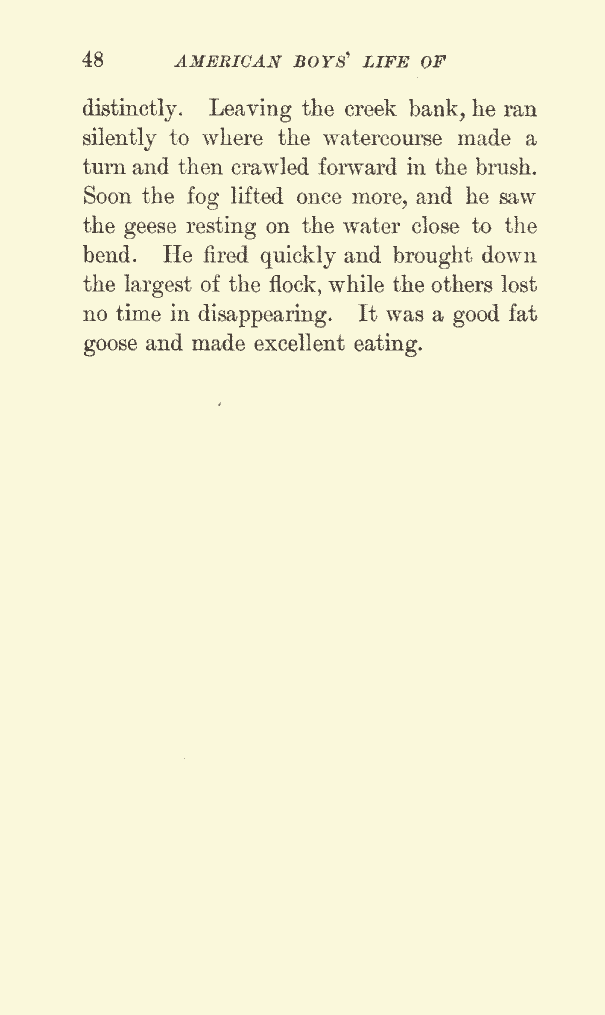 48 AMERICAN BOYS' LIFE OF
distinctly. Leaving the creek bank, he ran
silently to where the watercourse made a
turn and then crawled forward in the brush.
Soon the fog lifted once more, and he saw
the geese resting on the water close to the
bend. He fired quickly and brought down
the largest of the flock, while the others lost
no time in disappearing. It was a good fat
goose and made excellent eating.